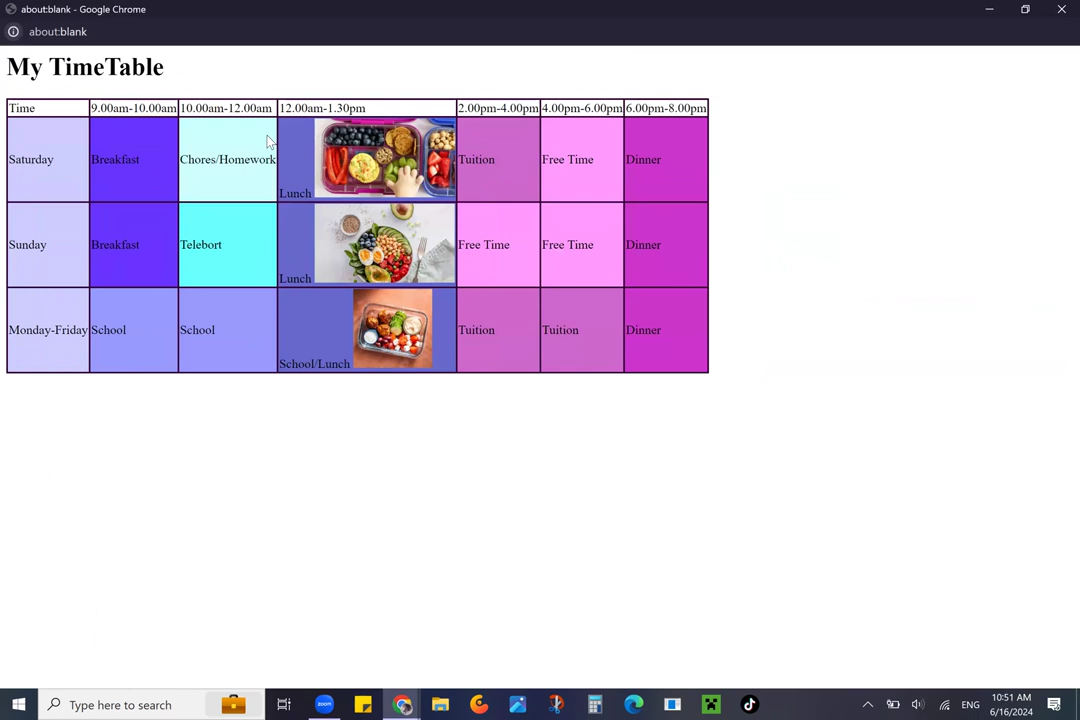 about:blank - Google Chrome
about:blank
My TimeTable
Time 9.00am-10.00am 10.00am-12.00am 12.00am-1.30pm 2.00pm-4.00pm 4.00pm-6.00pm 6.00pm-8.00pm
Saturday Breakfast Chores/Homework Lunch Tuition Free Time Dinner
Sunday Breakfast Telebort Lunch Free Time Free Time Dinner
Monday-Friday School School School/Lunch Tuition Tuition Dinner
Type here to search
zoom
ENG
10:51 AM
6/16/2024